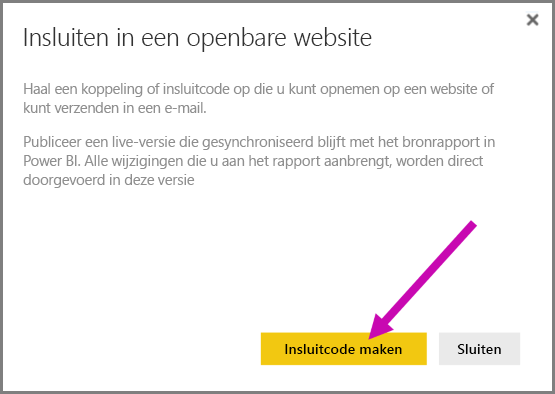 Insluiten in een openbare website
Haal een koppeling of insluitcode op die u kunt opnemen op een website of
kunt verzenden in een e-mail.
Publiceer een live-versie die gesynchroniseerd blijft met het bronrapport in
Power BI. Alle wijzigingen die u aan het rapport aanbrengt, worden direct
doorgevoerd in deze versie
Insluitcode maken
Sluiten